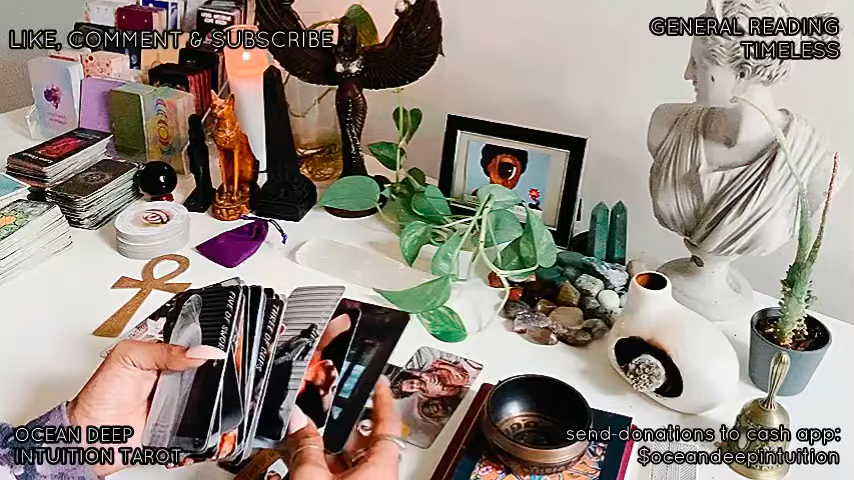 LIKE, COMMENT & SUBSCRIBE
GENERAL READING
TIMELESS
FIVE OF SWORDS
THREE OF CUPS
OCEAN DEEP
INTUITION TAROT
send donations to cash app:
$oceandeepintuition